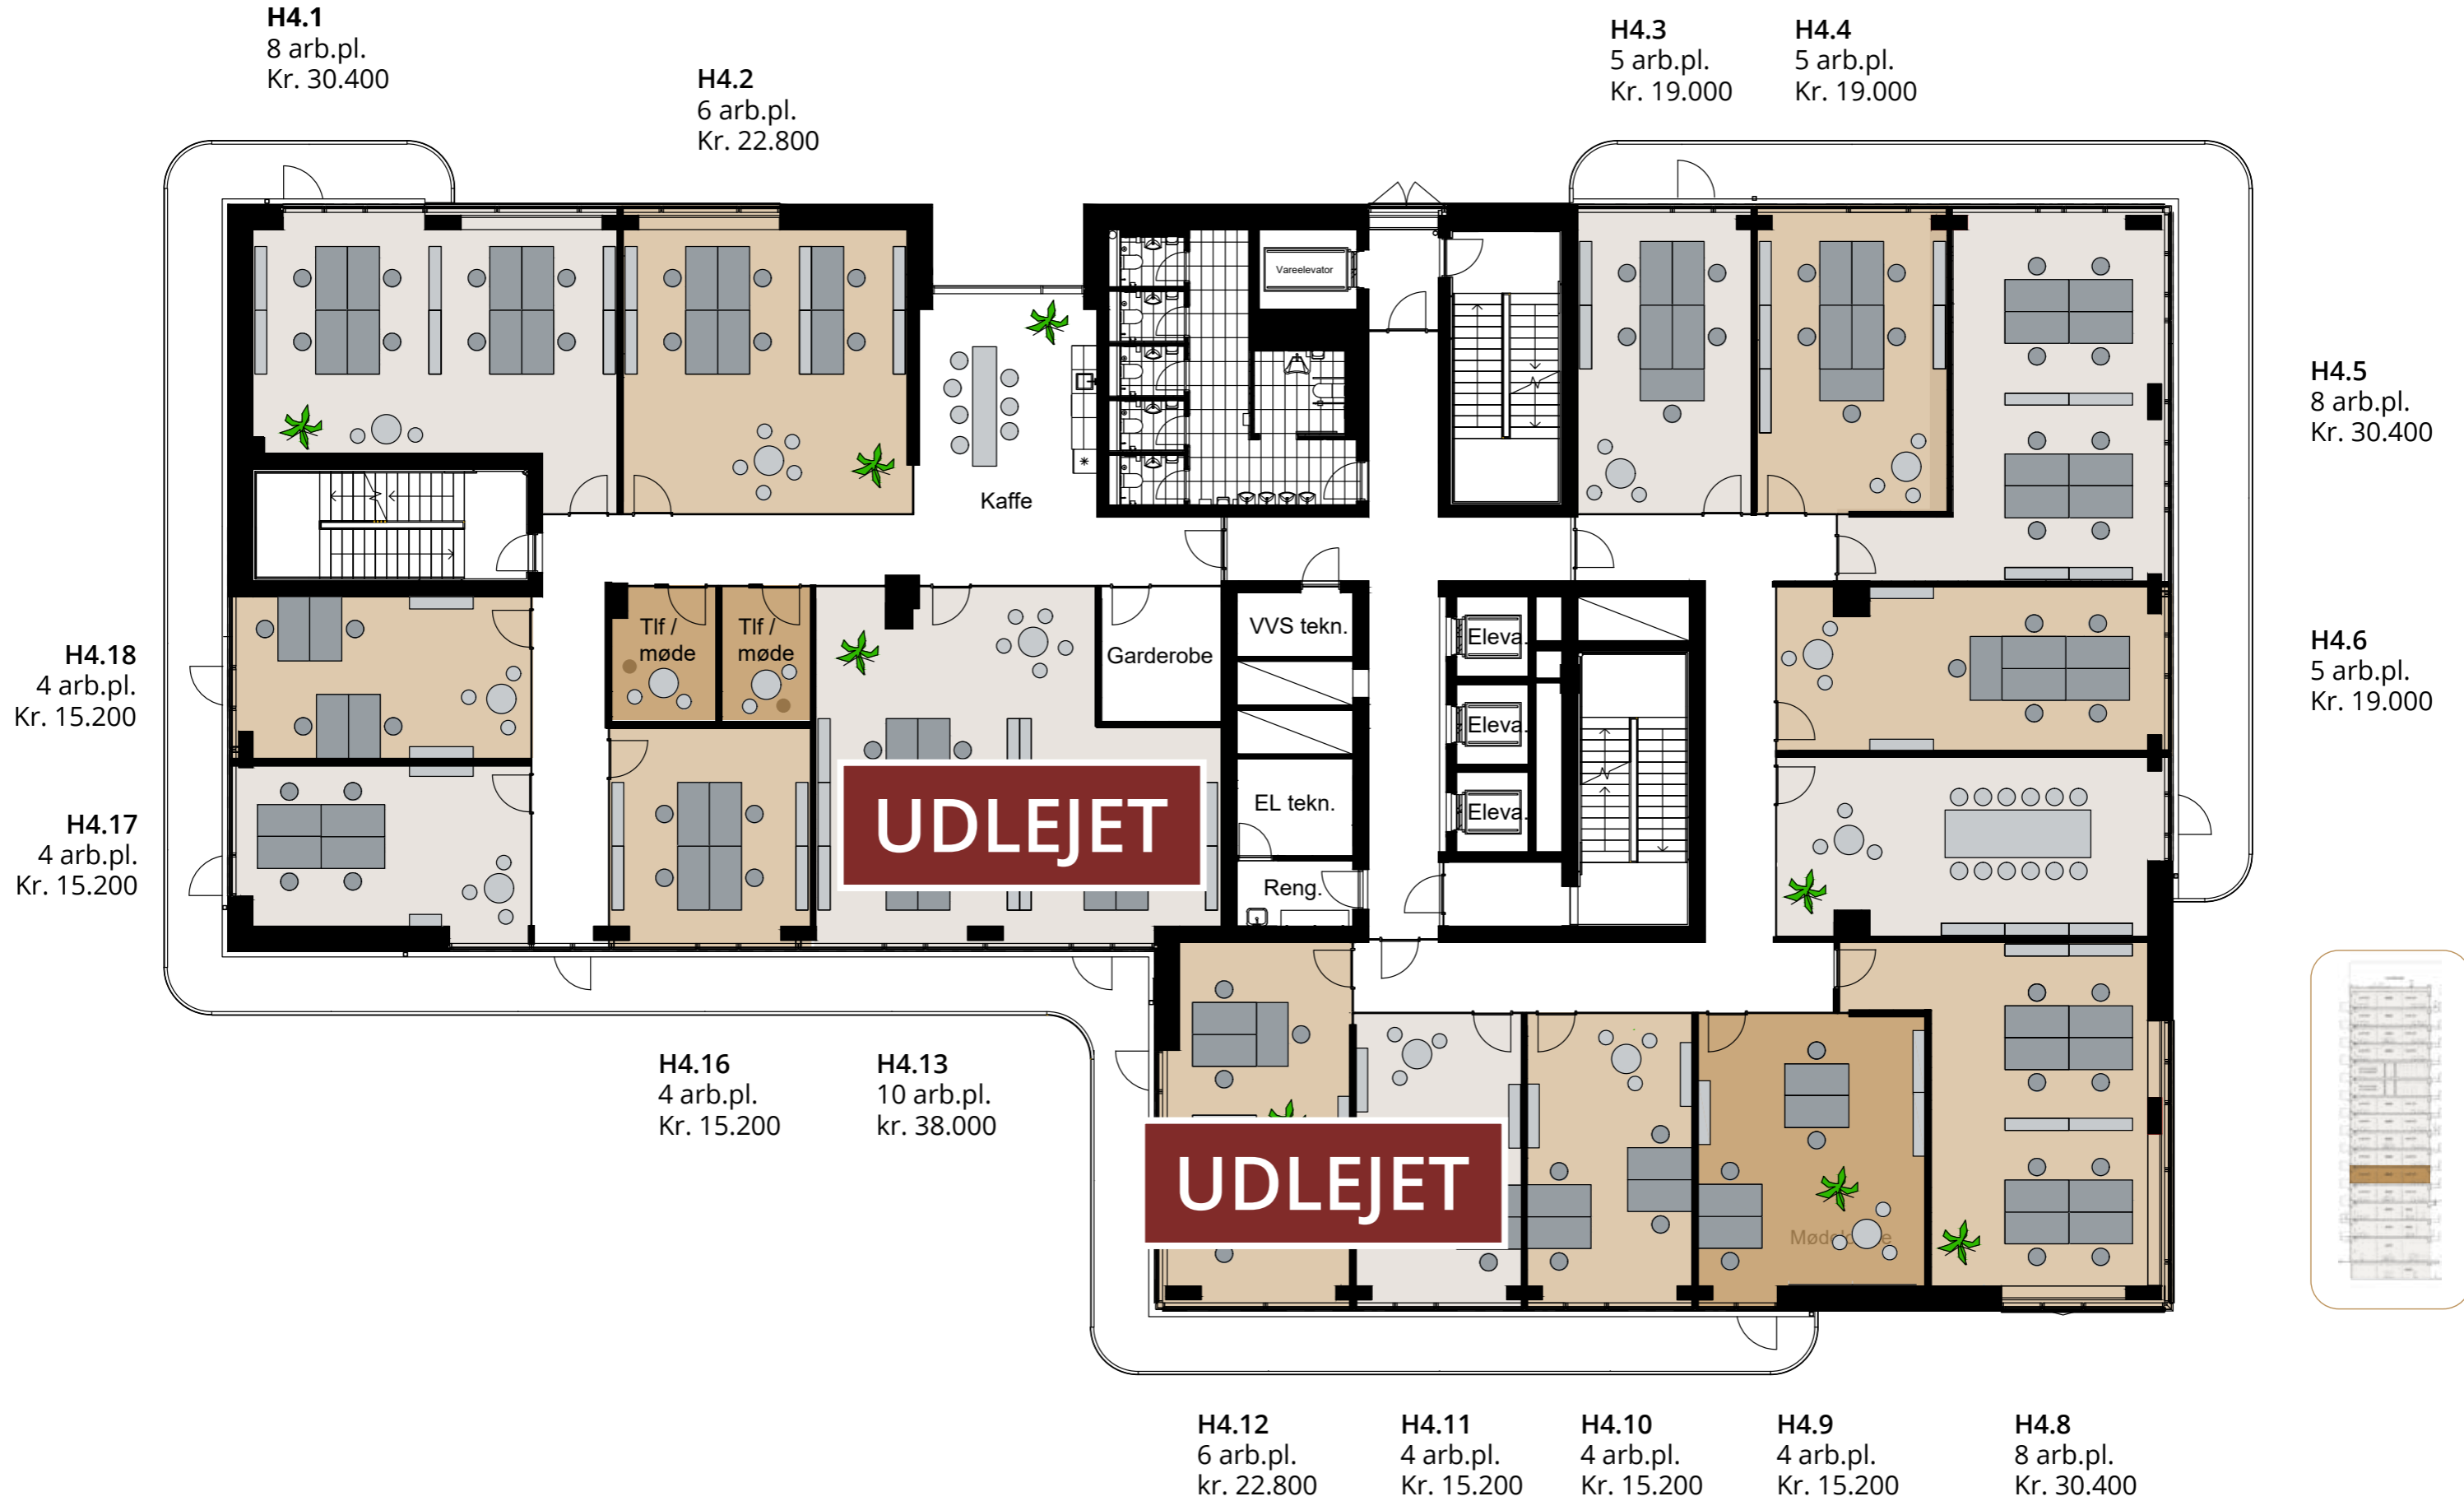 H4.1
8 arb.pl.
Kr. 30.400
H4.2
6 arb.pl.
Kr. 22.800
H4.3
5 arb.pl.
Kr. 19.000
H4.4
5 arb.pl.
Kr. 19.000
Vareelevator
H4.5
8 arb.pl.
Kr. 30.400
Kaffe
H4.18
4 arb.pl.
Kr. 15.200
Tlf /
møde
Tlf /
møde
Garderobe
VVS tekn.
Eleva.
Eleva.
Eleva.
H4.6
5 arb.pl.
Kr. 19.000
H4.17
4 arb.pl.
Kr. 15.200
UDLEJET
EL tekn.
Reng.
H4.16
4 arb.pl.
Kr. 15.200
H4.13
10 arb.pl.
kr. 38.000
UDLEJET
H4.12
6 arb.pl.
kr. 22.800
H4.11
4 arb.pl.
Kr. 15.200
H4.10
4 arb.pl.
Kr. 15.200
H4.9
4 arb.pl.
Kr. 15.200
H4.8
8 arb.pl.
Kr. 30.400